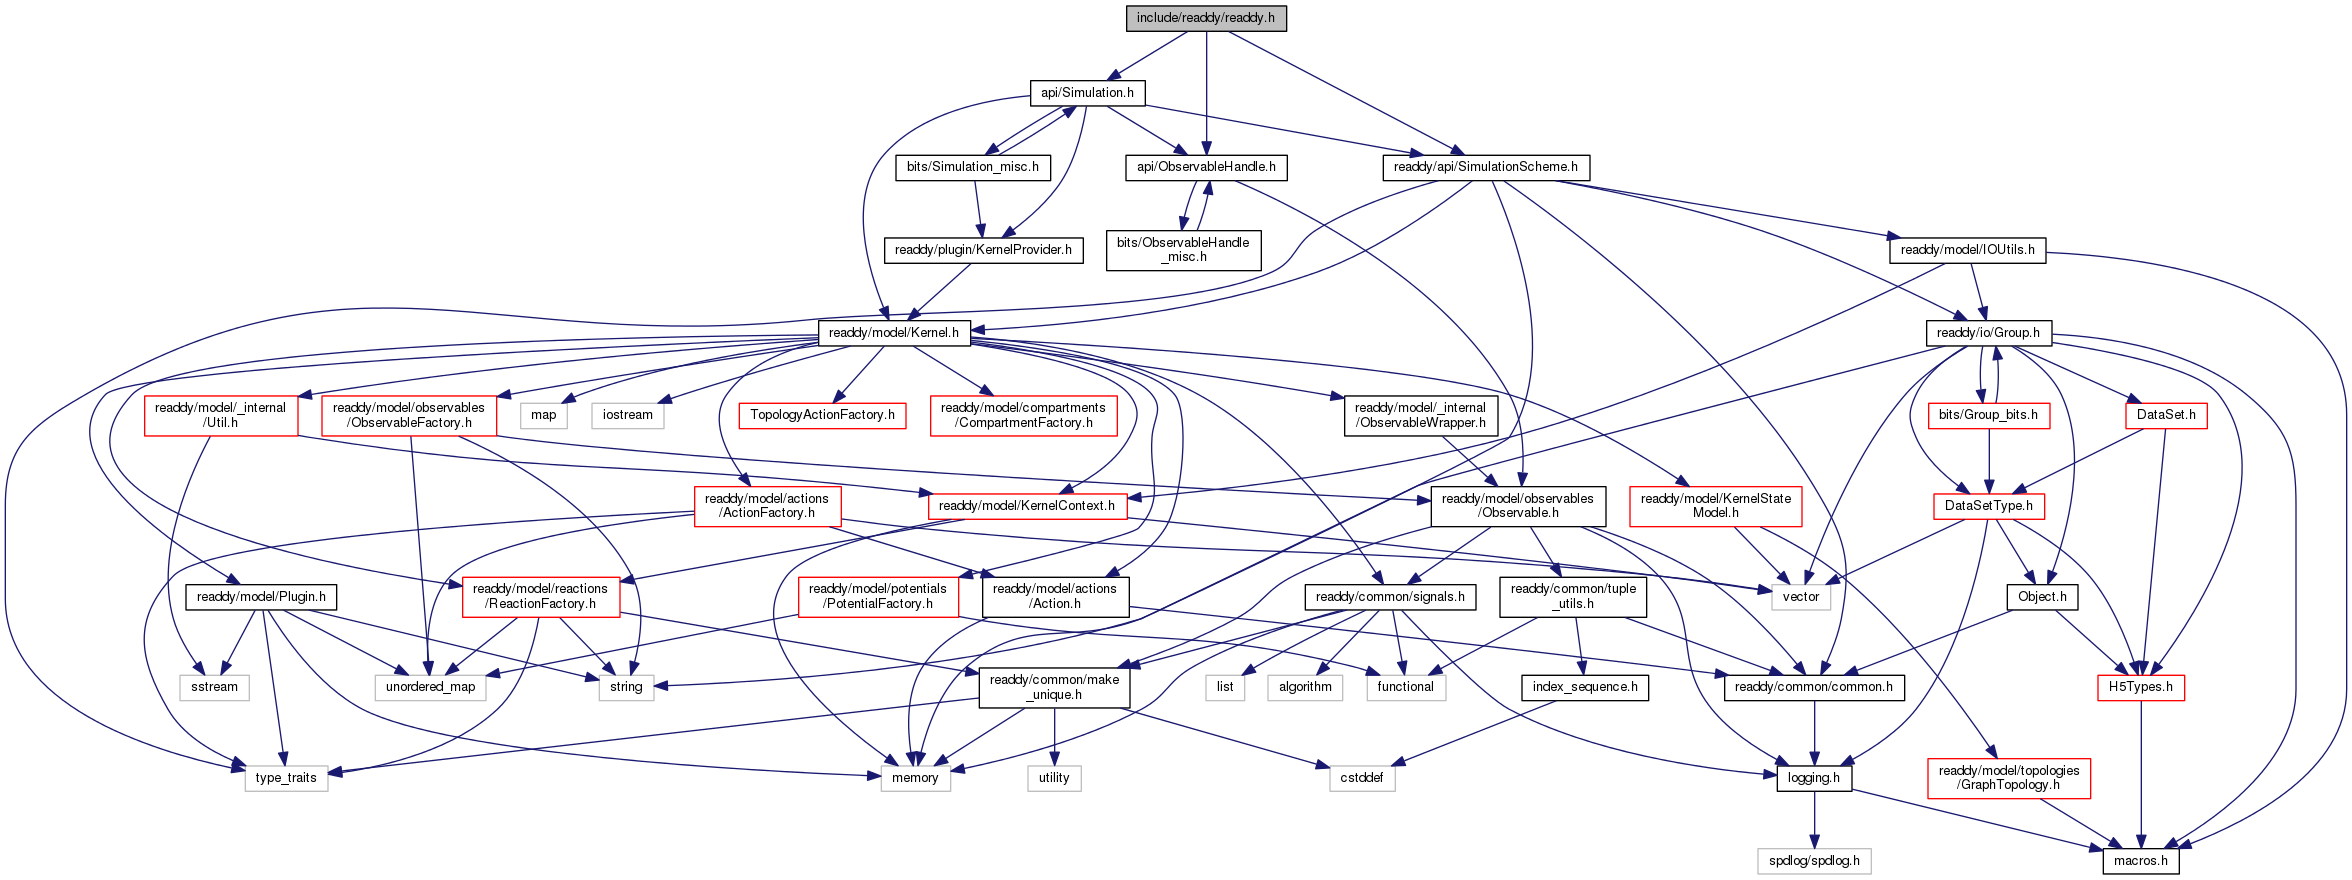 include/readdy/readdy.h
api/Simulation.h
bits/Simulation_misc.h
api/ObservableHandle.h
readdy/api/SimulationScheme.h
readdy/plugin/KernelProvider.h
bits/ObservableHandle
_misc.h
readdy/model/IOUtils.h
readdy/model/Kernel.h
readdy/io/Group.h
readdy/model/_internal
/Util.h
readdy/model/observables
/ObservableFactory.h
map
iostream
TopologyActionFactory.h
readdy/model/compartments
/CompartmentFactory.h
readdy/model/_internal
/ObservableWrapper.h
bits/Group_bits.h
DataSet.h
readdy/model/actions
/ActionFactory.h
readdy/model/KernelContext.h
readdy/model/observables
/Observable.h
readdy/model/KernelState
Model.h
DataSetType.h
readdy/model/Plugin.h
readdy/model/reactions
/ReactionFactory.h
readdy/model/potentials
/PotentialFactory.h
readdy/model/actions
/Action.h
readdy/common/signals.h
readdy/common/tuple
_utils.h
vector
Object.h
sstream
unordered_map
string
readdy/common/make
_unique.h
list
algorithm
functional
index_sequence.h
readdy/common/common.h
H5Types.h
type_traits
memory
utility
cstddef
logging.h
readdy/model/topologies
/GraphTopology.h
spdlog/spdlog.h
macros.h